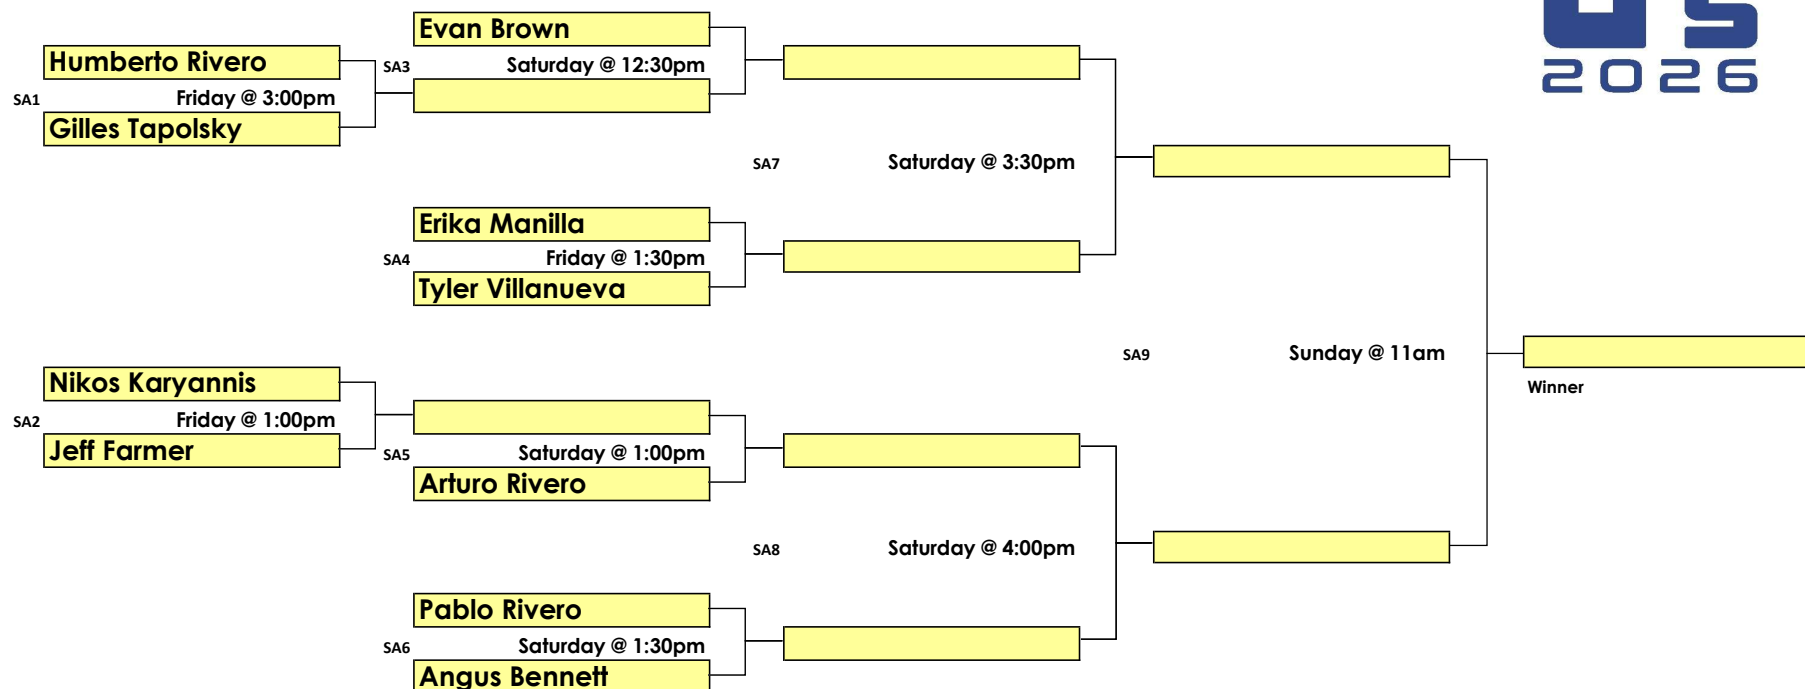 Evan Brown
Humberto Rivero
SA3 Saturday @ 12:30pm
2026
SA1 Friday @ 3:00pm
Gilles Tapolsky
SA7 Saturday @ 3:30pm
Erika Manilla
SA4 Friday @ 1:30pm
Tyler Villanueva
SA9 Sunday @ 11am
Nikos Karyannis
Winner
SA2 Friday @ 1:00pm
Jeff Farmer
SA5 Saturday @ 1:00pm
Arturo Rivero
SA8 Saturday @ 4:00pm
Pablo Rivero
SA6 Saturday @ 1:30pm
Angus Bennett